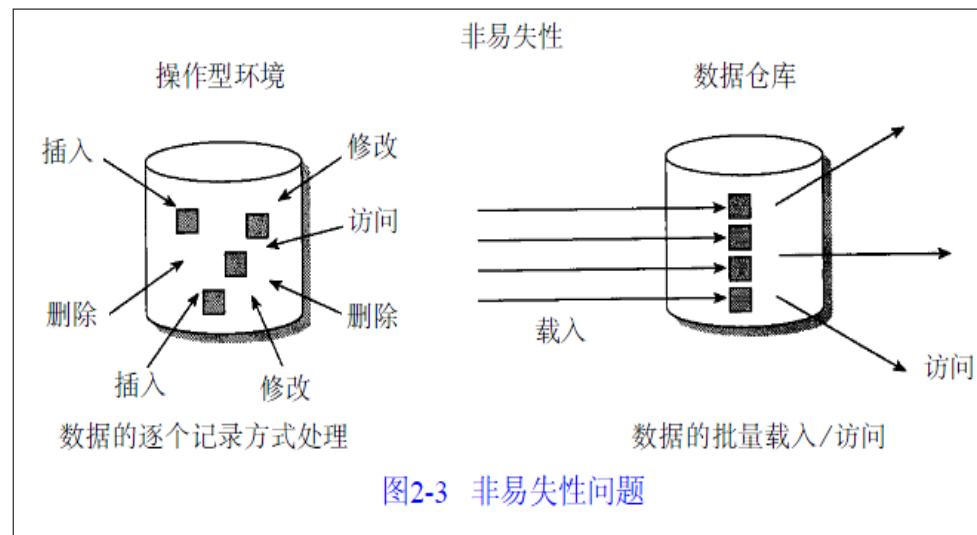 非易失性
操作型环境
数据仓库
插入
修改
访问
删除
删除
插入
修改
载入
访问
数据的逐个记录方式处理
数据的批量载入/访问
图2-3 非易失性问题